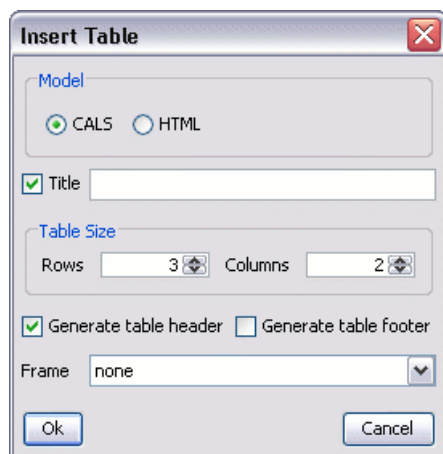 Insert Table
Model
CALS HTML
Title
Table Size
Rows 3 Columns 2
Generate table header Generate table footer
Frame none
Ok Cancel